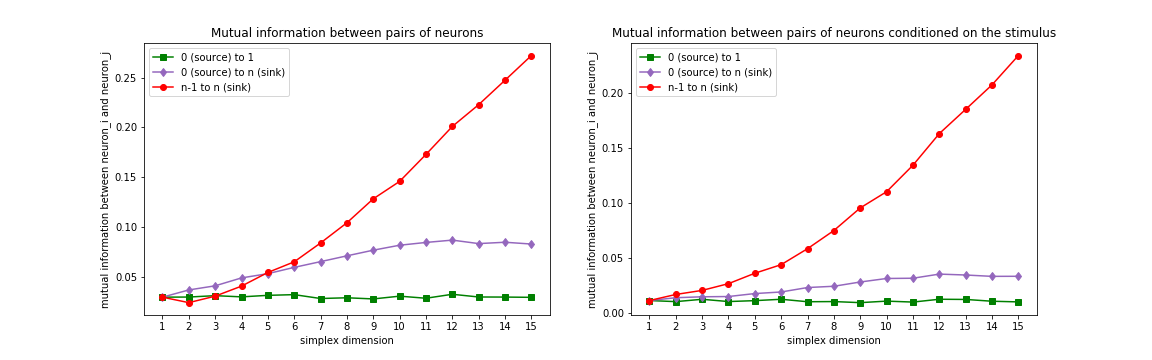 Mutual information between pairs of neurons
mutual information between neuron_i and neuron_j
0 (source) to 1
0 (source) to n (sink)
n-1 to n (sink)
0.25
0.20
0.15
0.10
0.05
1 2 3 4 5 6 7 8 9 10 11 12 13 14 15
simplex dimension
Mutual information between pairs of neurons conditioned on the stimulus
mutual information between neuron_i and neuron_j
0 (source) to 1
0 (source) to n (sink)
n-1 to n (sink)
0.20
0.15
0.10
0.05
0.00
1 2 3 4 5 6 7 8 9 10 11 12 13 14 15
simplex dimension